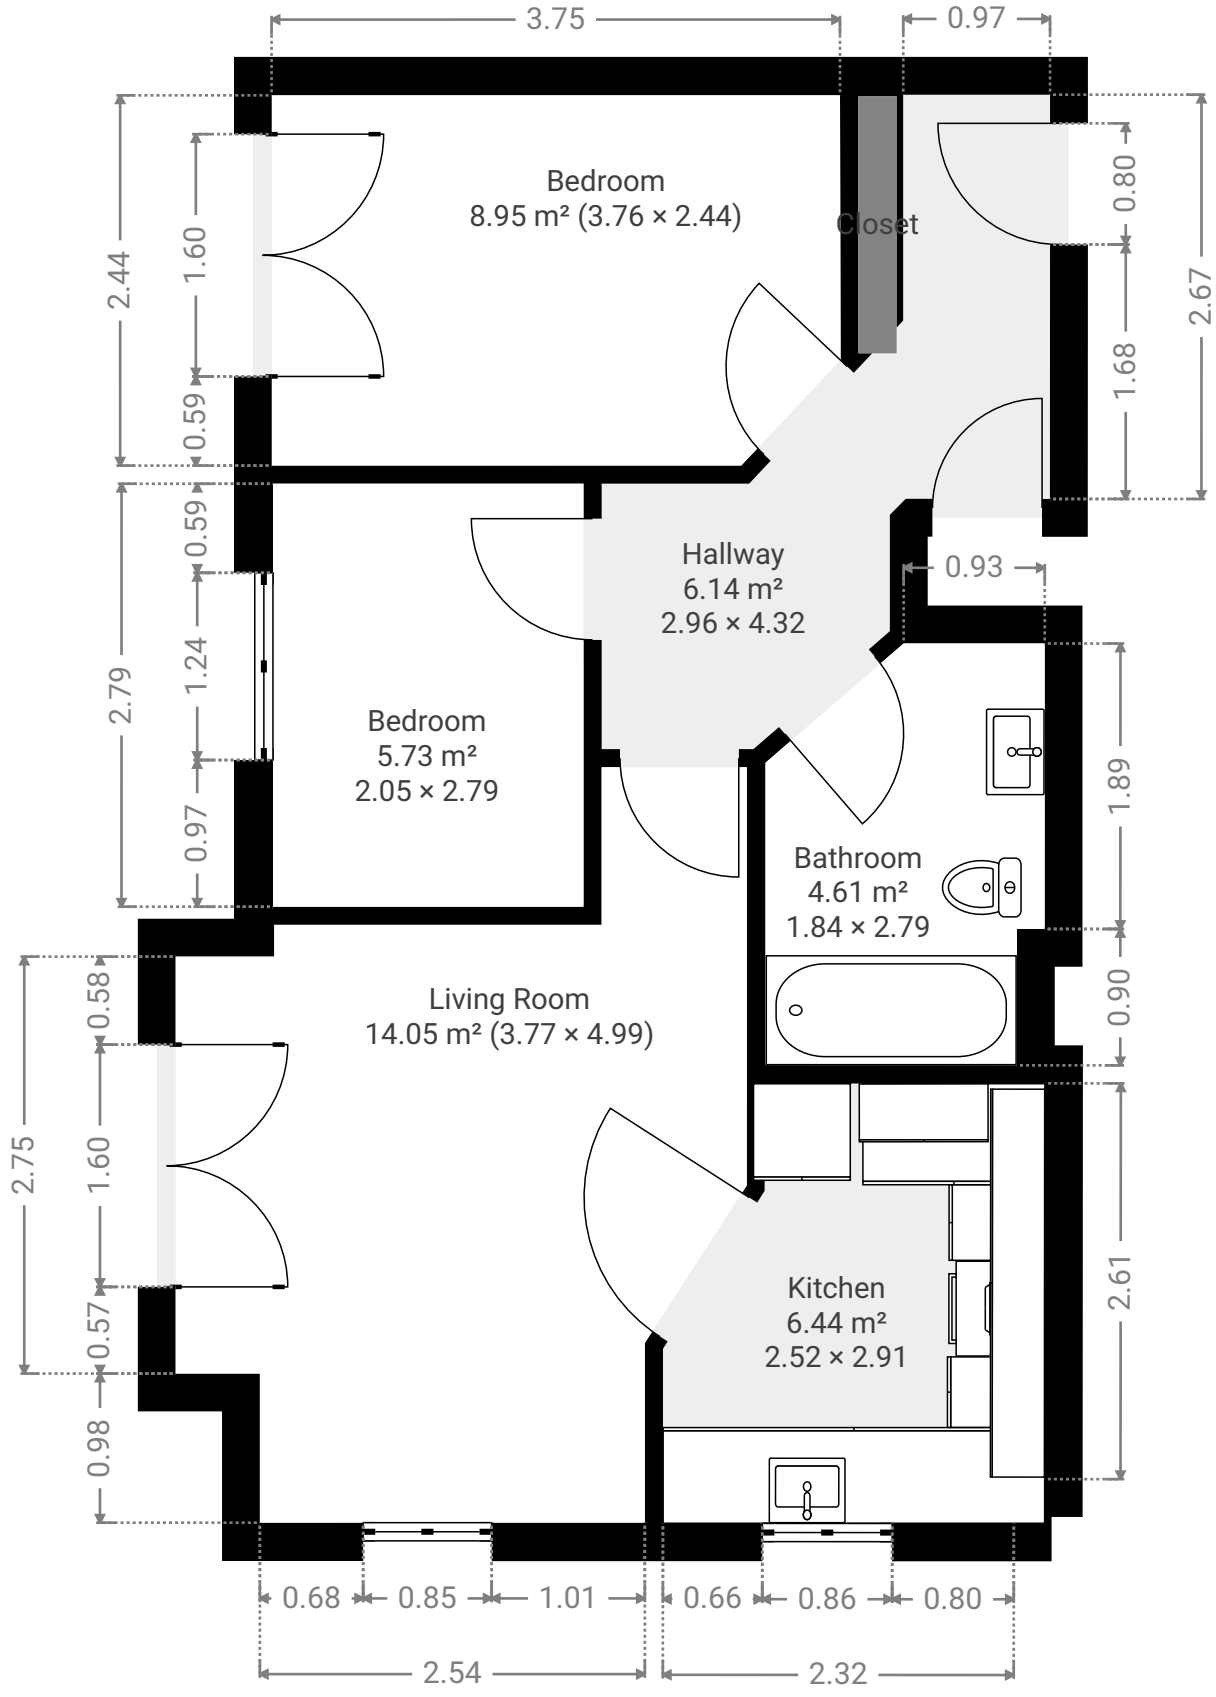 3.75
0.97
Bedroom
8.95 m² (3.76 × 2.44)
Closet
0.80
1.60
2.44
2.67
1.68
0.59
0.59
Hallway
6.14 m²
2.96 × 4.32
0.93
1.24
2.79
Bedroom
5.73 m²
2.05 × 2.79
1.89
0.97
Bathroom
4.61 m²
1.84 × 2.79
0.58
Living Room
14.05 m² (3.77 × 4.99)
0.90
1.60
2.75
Kitchen
6.44 m²
2.52 × 2.91
2.61
0.57
0.98
0.68
0.85
1.01
0.66
0.86
0.80
2.54
2.32